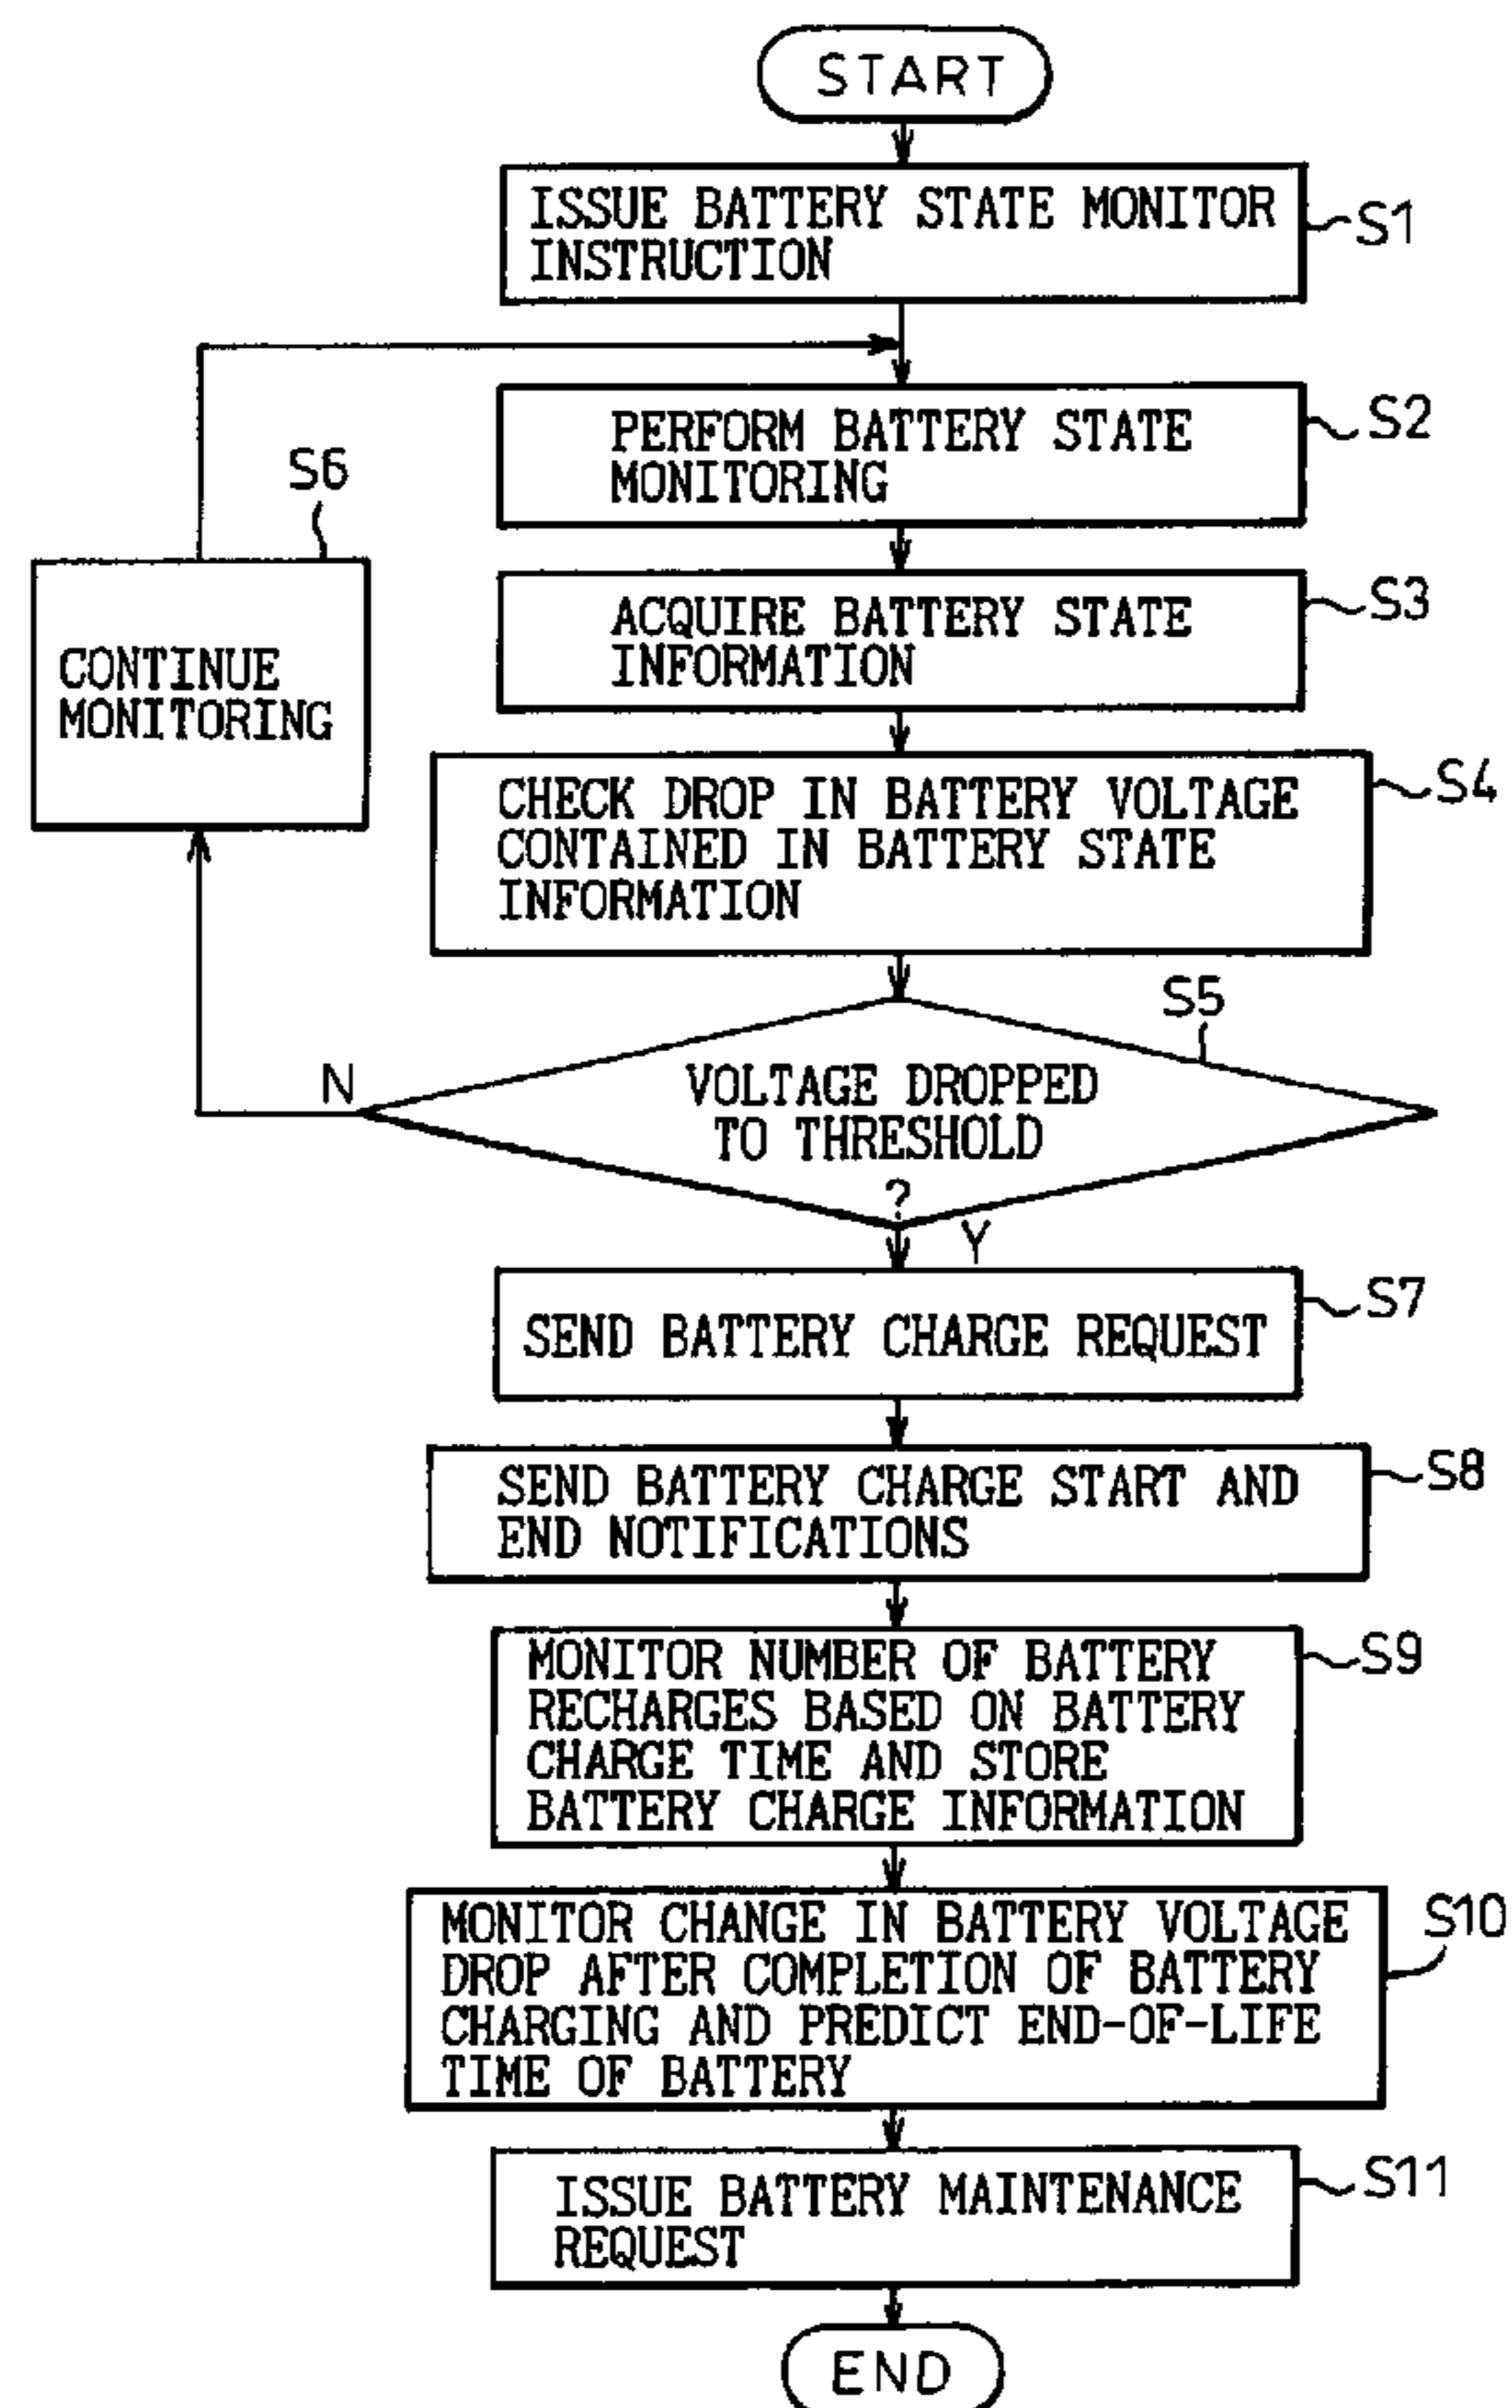 START
ISSUE BATTERY STATE MONITOR
INSTRUCTION
S1
PERFORM BATTERY STATE
MONITORING
S2
S6
ACQUIRE BATTERY STATE
INFORMATION
S3
CONTINUE
MONITORING
CHECK DROP IN BATTERY VOLTAGE
CONTAINED IN BATTERY STATE
INFORMATION
S4
S5
N
VOLTAGE DROPPED
TO THRESHOLD
?
Y
SEND BATTERY CHARGE REQUEST
S7
SEND BATTERY CHARGE START AND
END NOTIFICATIONS
S8
MONITOR NUMBER OF BATTERY
RECHARGES BASED ON BATTERY
CHARGE TIME AND STORE
BATTERY CHARGE INFORMATION
S9
MONITOR CHANGE IN BATTERY VOLTAGE
DROP AFTER COMPLETION OF BATTERY
CHARGING AND PREDICT END-OF-LIFE
TIME OF BATTERY
S10
ISSUE BATTERY MAINTENANCE
REQUEST
S11
END